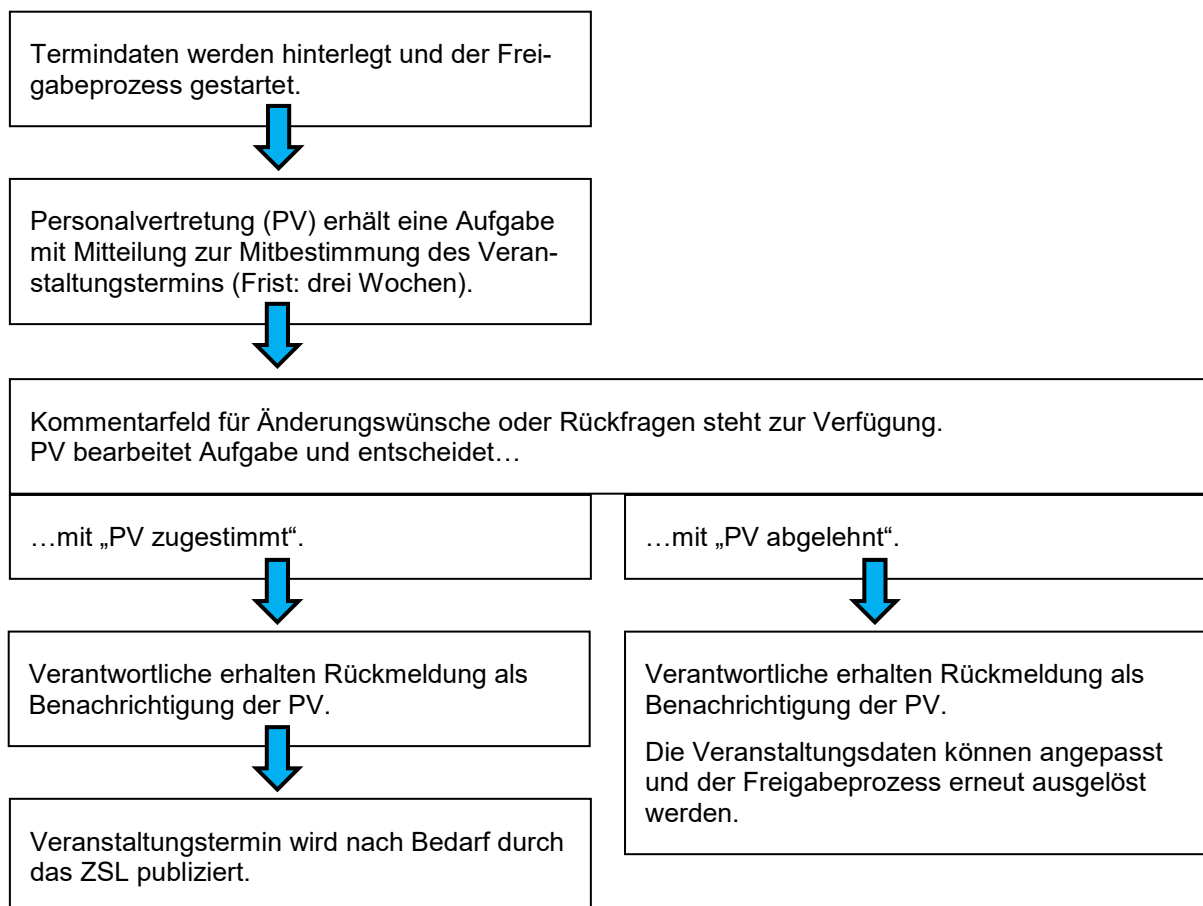 Termindaten werden hinterlegt und der Frei-
gabeprozess gestartet.
Personalvertretung (PV) erhält eine Aufgabe
mit Mitteilung zur Mitbestimmung des Veran-
staltungstermins (Frist: drei Wochen).
Kommentarfeld für Änderungswünsche oder Rückfragen steht zur Verfügung.
PV bearbeitet Aufgabe und entscheidet…
…mit „PV zugestimmt“.
…mit „PV abgelehnt“.
Verantwortliche erhalten Rückmeldung als
Benachrichtigung der PV.
Verantwortliche erhalten Rückmeldung als
Benachrichtigung der PV.
Die Veranstaltungsdaten können angepasst
und der Freigabeprozess erneut ausgelöst
werden.
Veranstaltungstermin wird nach Bedarf durch
das ZSL publiziert.